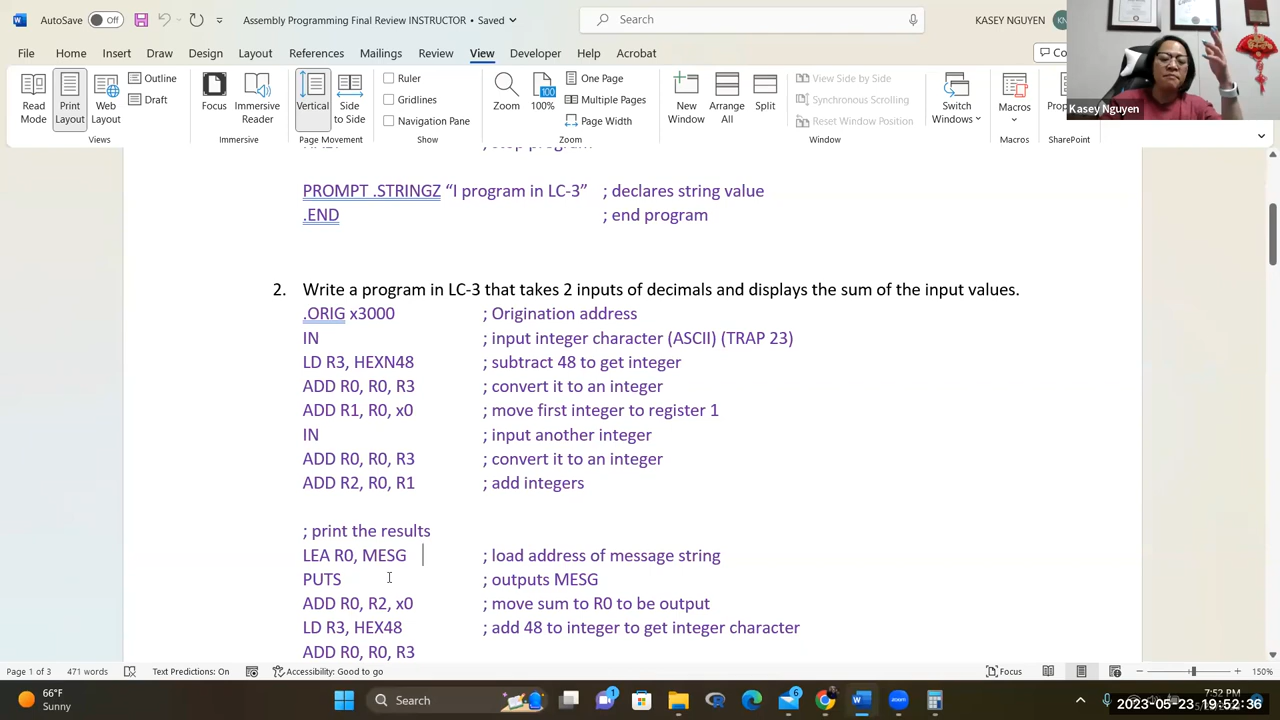 AutoSave Off Assembly Programming Final Review INSTRUCTOR • Saved Search KASEY NGUYEN
File Home Insert Draw Design Layout References Mailings Review View Developer Help Acrobat
Read Mode Print Layout Web Layout Outline Draft Focus Immersive Reader Vertical Side to Side Ruler Gridlines Navigation Pane Zoom 100% One Page Multiple Pages Page Width New Window Arrange All Split View Side by Side Synchronous Scrolling Reset Window Position Switch Windows Macros
Kasey Nguyen
Views Immersive Page Movement Show Zoom Window Macros SharePoint
PROMPT .STRINGZ “I program in LC-3” ; declares string value
.END ; end program
2. Write a program in LC-3 that takes 2 inputs of decimals and displays the sum of the input values.
.ORIG x3000 ; Origination address
IN ; input integer character (ASCII) (TRAP 23)
LD R3, HEXN48 ; subtract 48 to get integer
ADD R0, R0, R3 ; convert it to an integer
ADD R1, R0, x0 ; move first integer to register 1
IN ; input another integer
ADD R0, R0, R3 ; convert it to an integer
ADD R2, R0, R1 ; add integers
; print the results
LEA R0, MESG ; load address of message string
PUTS ; outputs MESG
ADD R0, R2, x0 ; move sum to R0 to be output
LD R3, HEX48 ; add 48 to integer to get integer character
ADD R0, R0, R3
Page 1 of 3 471 words Text Predictions: On Accessibility: Good to go Focus 150%
66°F
Sunny
Search
7:52 PM
2023-05-23 19:52:36